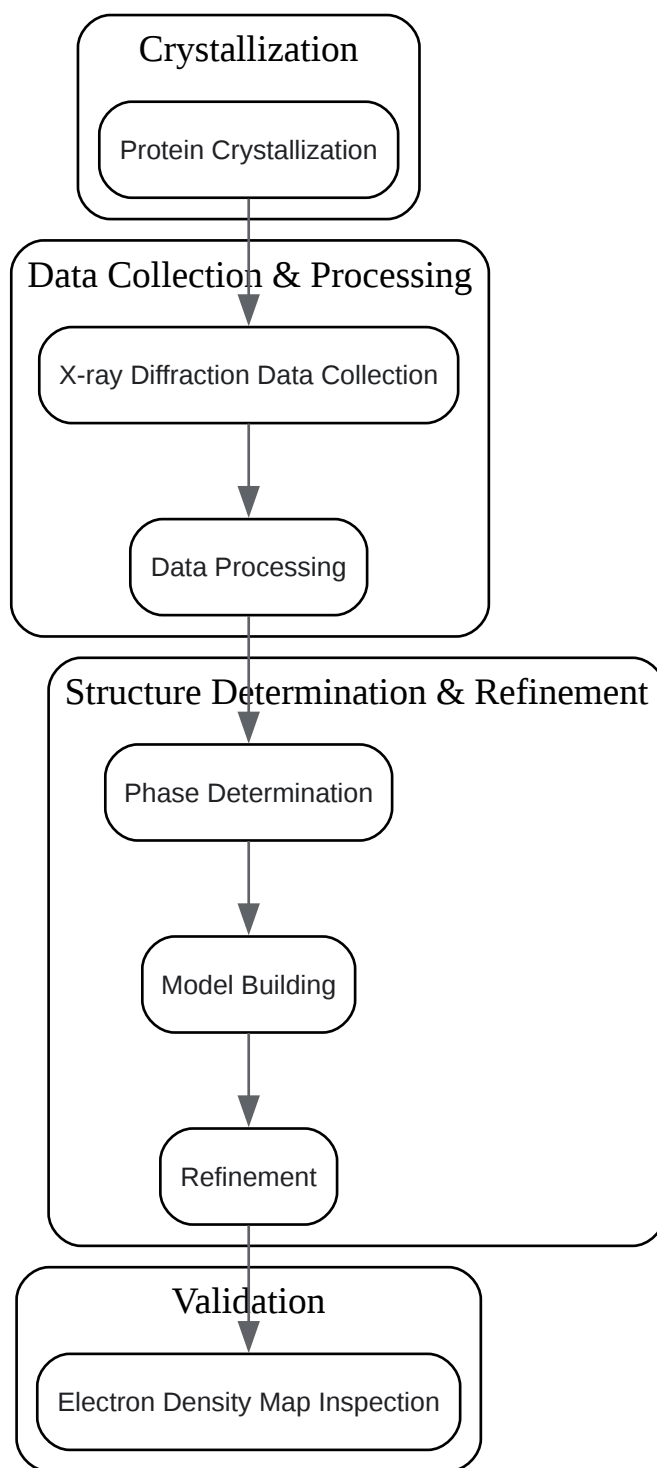 Crystallization
Protein Crystallization
Data Collection & Processing
X-ray Diffraction Data Collection
Data Processing
Structure Determination & Refinement
Phase Determination
Model Building
Refinement
Validation
Electron Density Map Inspection